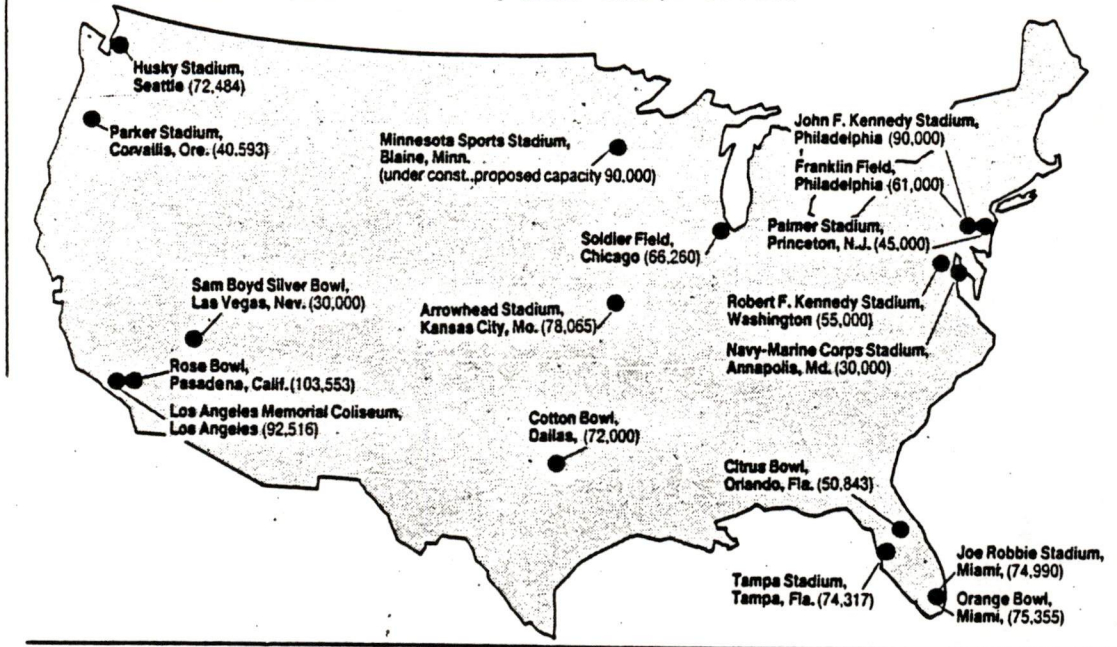 Husky Stadium,
Seattle (72,484)
Parker Stadium,
Corvallis, Ore. (40,593)
Minnesota Sports Stadium,
Blaine, Minn.
(under const., proposed capacity 90.000)
John F. Kennedy Stadium,
Philadelphia (90,000)
Franklin Field,
Philadelphia (61,000)
Palmer Stadium,
Princeton, N.J. (45,000)
Soldier Field,
Chicago (66,260)
Sam Boyd Silver Bowl,
Las Vegas, Nev. (30,000)
Arrowhead Stadium,
Kansas City, Mo. (78,065)
Robert F. Kennedy Stadium,
Washington (55,000)
Navy-Marine Corps Stadium,
Annapolis, Md. (30,000)
Rose Bowl,
Pasadena, Calif. (103,553)
Los Angeles Memorial Coliseum,
Los Angeles (92,516)
Cotton Bowl,
Dallas, (72,000)
Citrus Bowl,
Orlando, Fla. (50,843)
Tampa Stadium,
Tampa, Fla. (74,317)
Joe Robbie Stadium,
Miami, (74,990)
Orange Bowl,
Miami, (75,355)